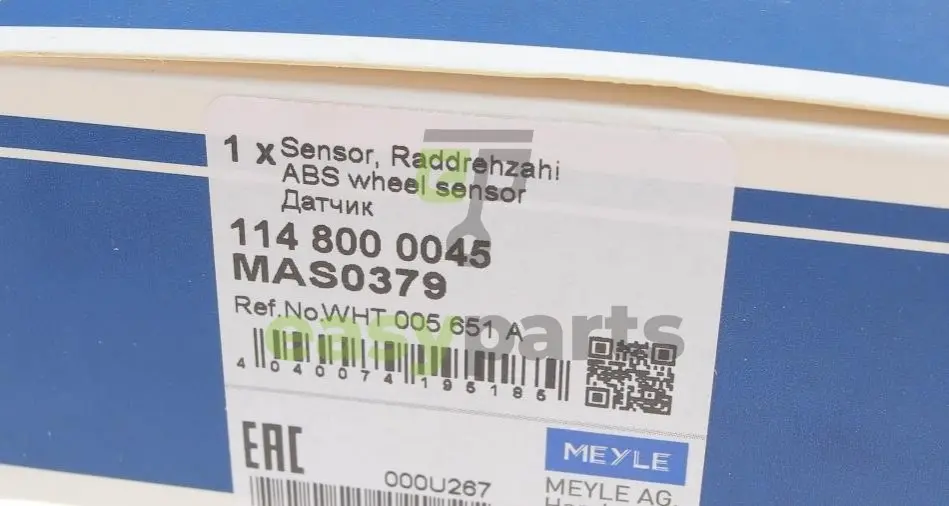 1 x Sensor, Raddrehzahl
ABS wheel sensor
Датчик
114 800 0045
MAS0379
Ref.No.WHT 005 651 A
easyparts
4 040074 195185
EAC
000U267
MEYLE
MEYLE AG.